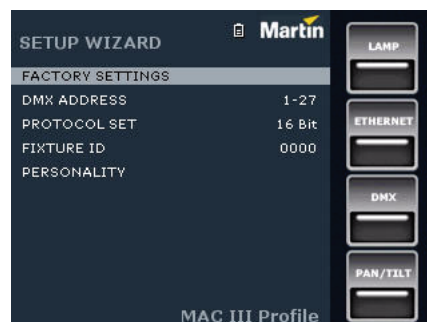 SETUP WIZARD
Martin
FACTORY SETTINGS
DMX ADDRESS 1-27
PROTOCOL SET 16 Bit
FIXTURE ID 0000
PERSONALITY
MAC III Profile
LAMP
ETHERNET
DMX
PAN/TILT